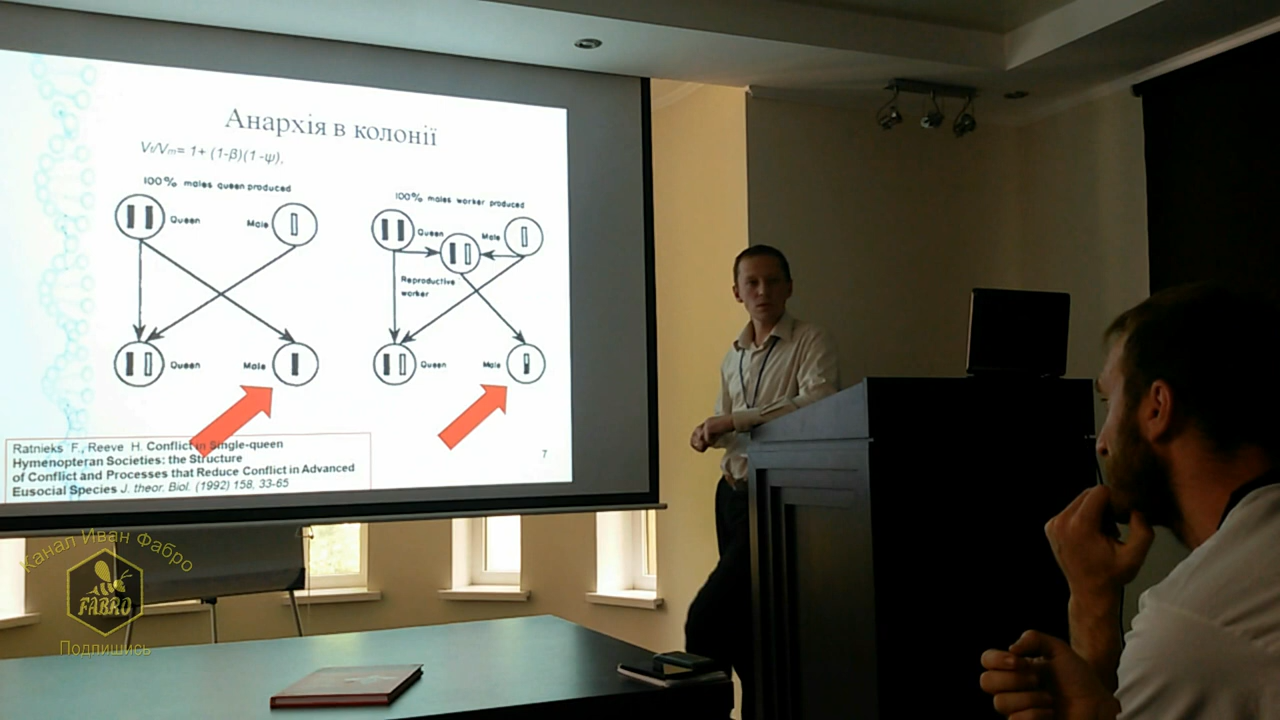 Анархія в колонії
Vf/Vm= 1+ (1-β)(1-ψ),
100% males queen produced
Queen
Male
Queen
Male
100% males worker produced
Queen
Male
Reproductive
worker
Queen
Male
Ratnieks F., Reeve H. Conflict in Single-queen
Hymenopteran Societies: the Structure
of Conflict and Processes that Reduce Conflict in Advanced
Eusocial Species J. theor. Biol. (1992) 158, 33-65
7
Канал Иван Фабро
FABRO
Подпишись